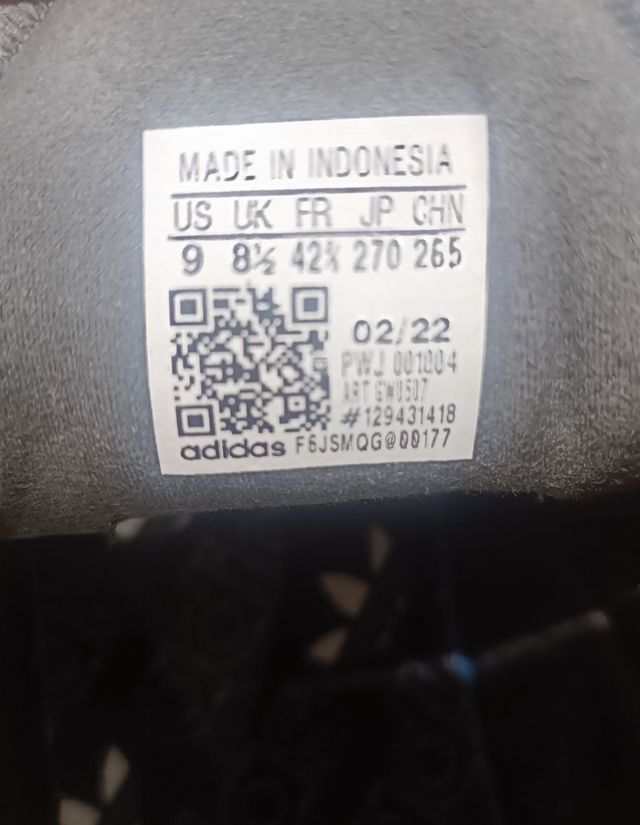 MADE IN INDONESIA
US UK FR JP CHN
9 8½ 42⅔ 270 265
02/22
PWJ 001004
ART GW0507
#129431418
adidas F6JSMQG@00177